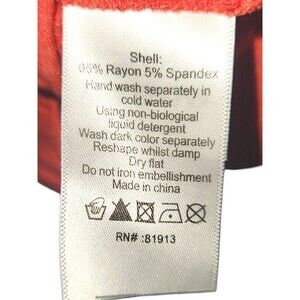 Shell:
95% Rayon 5% Spandex
Hand wash separately in
cold water
Using non-biological
liquid detergent
Wash dark color separately
Reshape whilst damp
Dry flat
Do not iron embellishment
Made in china
RN# :81913